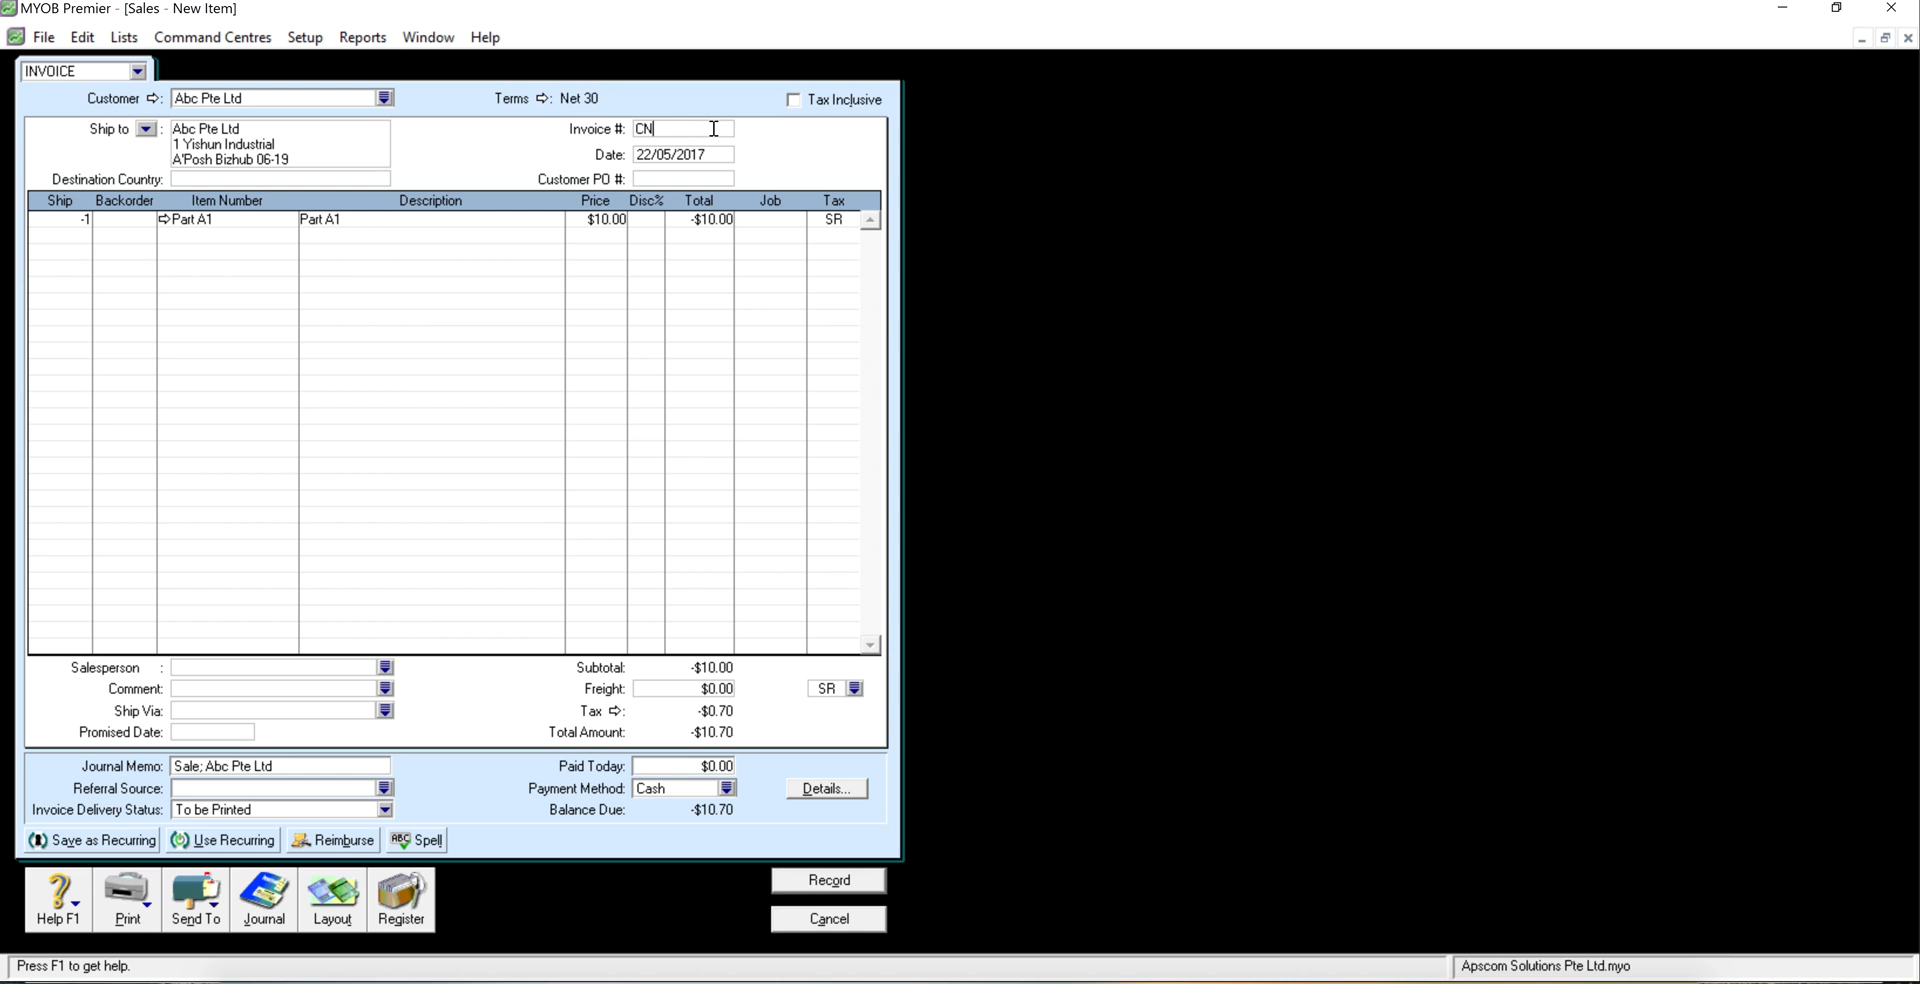 MYOB Premier - [Sales - New Item]
File Edit Lists Command Centres Setup Reports Window Help
INVOICE
Customer : Abc Pte Ltd Terms : Net 30 Tax Inclusive
Ship to : Abc Pte Ltd Invoice #: CN
1 Yishun Industrial
A'Posh Bizhub 06-19 Date: 22/05/2017
Destination Country: Customer PO #:
Ship Backorder Item Number Description Price Disc% Total Job Tax
-1 Part A1 Part A1 $10.00 -$10.00 SR
Salesperson : Subtotal: -$10.00
Comment: Freight: $0.00 SR
Ship Via: Tax : -$0.70
Promised Date: Total Amount: -$10.70
Journal Memo: Sale; Abc Pte Ltd Paid Today: $0.00
Referral Source: Payment Method: Cash Details...
Invoice Delivery Status: To be Printed Balance Due: -$10.70
Save as Recurring Use Recurring Reimburse ABC Spell
Record
Help F1 Print Send To Journal Layout Register Cancel
Press F1 to get help. Apscom Solutions Pte Ltd.myo